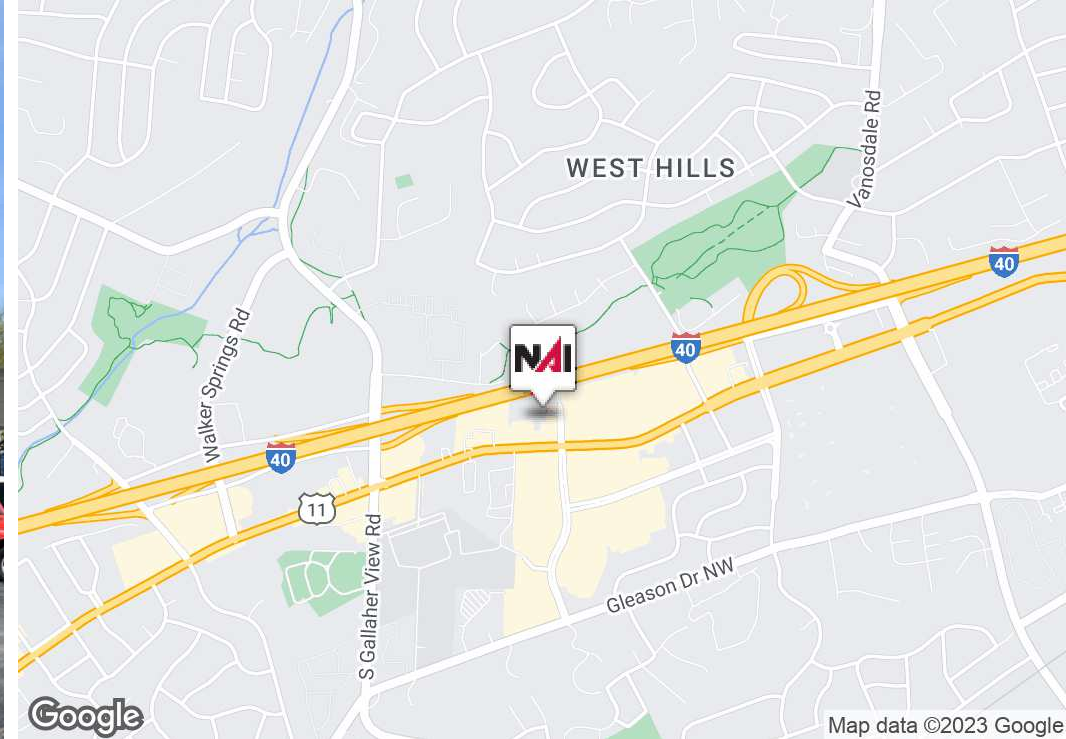 Vanosdale Rd
WEST HILLS
40
Walker Springs Rd
NAI
40
40
11
S Gallaher View Rd
Gleason Dr NW
Google
Map data ©2023 Google